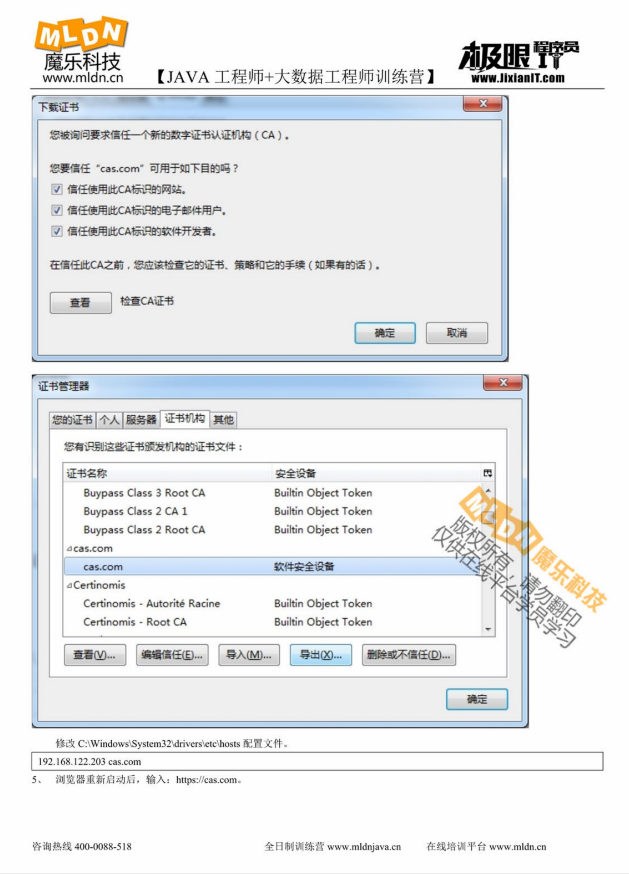 MLDN
魔乐科技
www.mldn.cn
【JAVA 工程师+大数据工程师训练营】
极限IT 程序员
www.JixianIT.com
下载证书
您被询问要求信任一个新的数字证书认证机构(CA)。
您要信任“cas.com”可用于如下目的吗?
信任使用此CA标识的网站。
信任使用此CA标识的电子邮件用户。
信任使用此CA标识的软件开发者。
在信任此CA之前,您应该检查它的证书、策略和它的手续(如果有的话)。
查看 检查CA证书
确定 取消
证书管理器
您的证书 个人 服务器 证书机构 其他
您有识别这些证书颁发机构的证书文件:
证书名称 安全设备
Buypass Class 3 Root CA Builtin Object Token
Buypass Class 2 CA 1 Builtin Object Token
Buypass Class 2 Root CA Builtin Object Token
cas.com
cas.com 软件安全设备
Certinomis
Certinomis - Autorité Racine Builtin Object Token
Certinomis - Root CA Builtin Object Token
查看(V)... 编辑信任(E)... 导入(M)... 导出(X)... 删除或不信任(D)...
确定
MLDN 魔乐科技
版权所有,请勿翻印
仅供在线平台学员学习
修改 C:\Windows\System32\drivers\etc\hosts 配置文件。
192.168.122.203 cas.com
5、 浏览器重新启动后,输入:https://cas.com。
咨询热线 400-0088-518 全日制训练营 www.mldnjava.cn 在线培训平台 www.mldn.cn